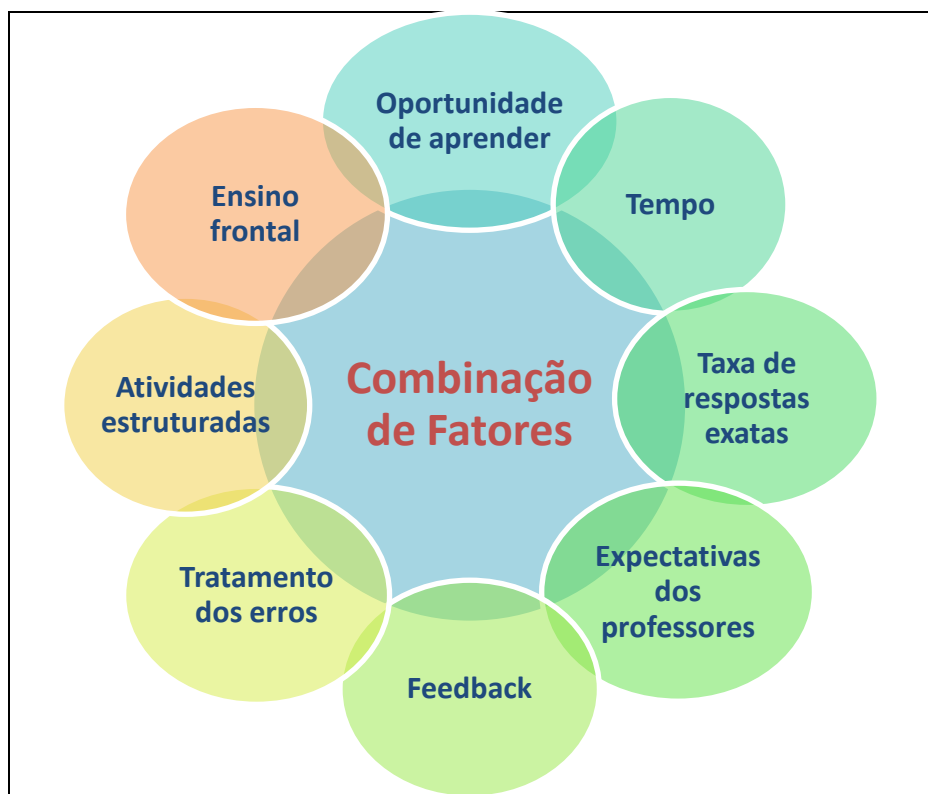 Oportunidade
de aprender
Tempo
Taxa de
respostas
exatas
Expectativas
dos
professores
Feedback
Tratamento
dos erros
Atividades
estruturadas
Ensino
frontal
Combinação
de Fatores